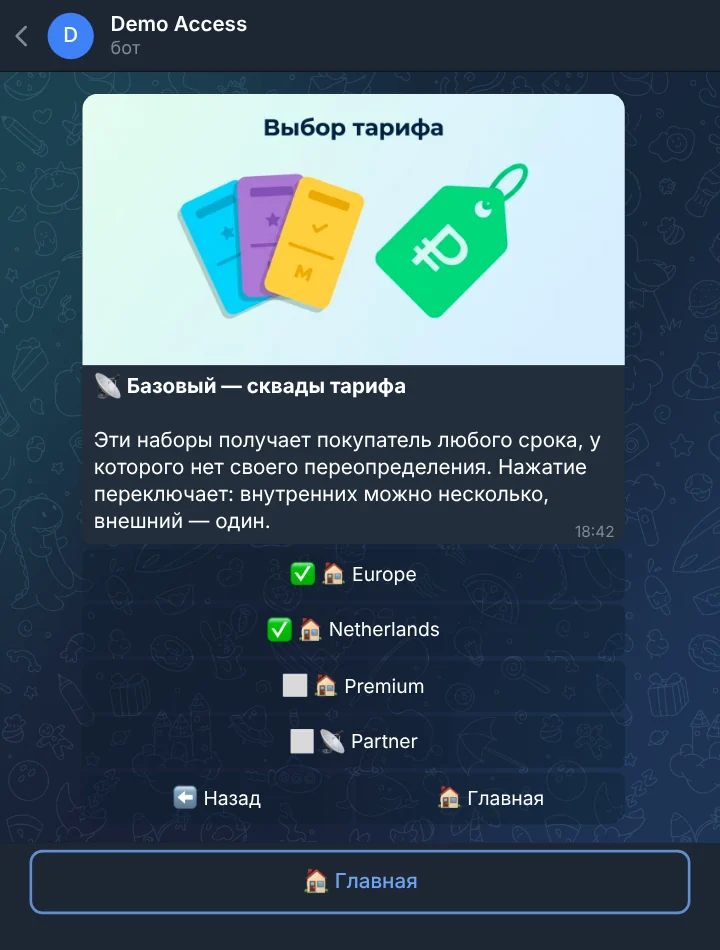 D
Demo Access
бот
Выбор тарифа
M
₽
📡 Базовый — сквады тарифа
Эти наборы получает покупатель любого срока, у
которого нет своего переопределения. Нажатие
переключает: внутренних можно несколько,
внешний — один.
18:42
✅ 🏠 Europe
✅ 🏠 Netherlands
⬜ 🏠 Premium
⬜ 📡 Partner
⬅️ Назад
🏠 Главная
🏠 Главная